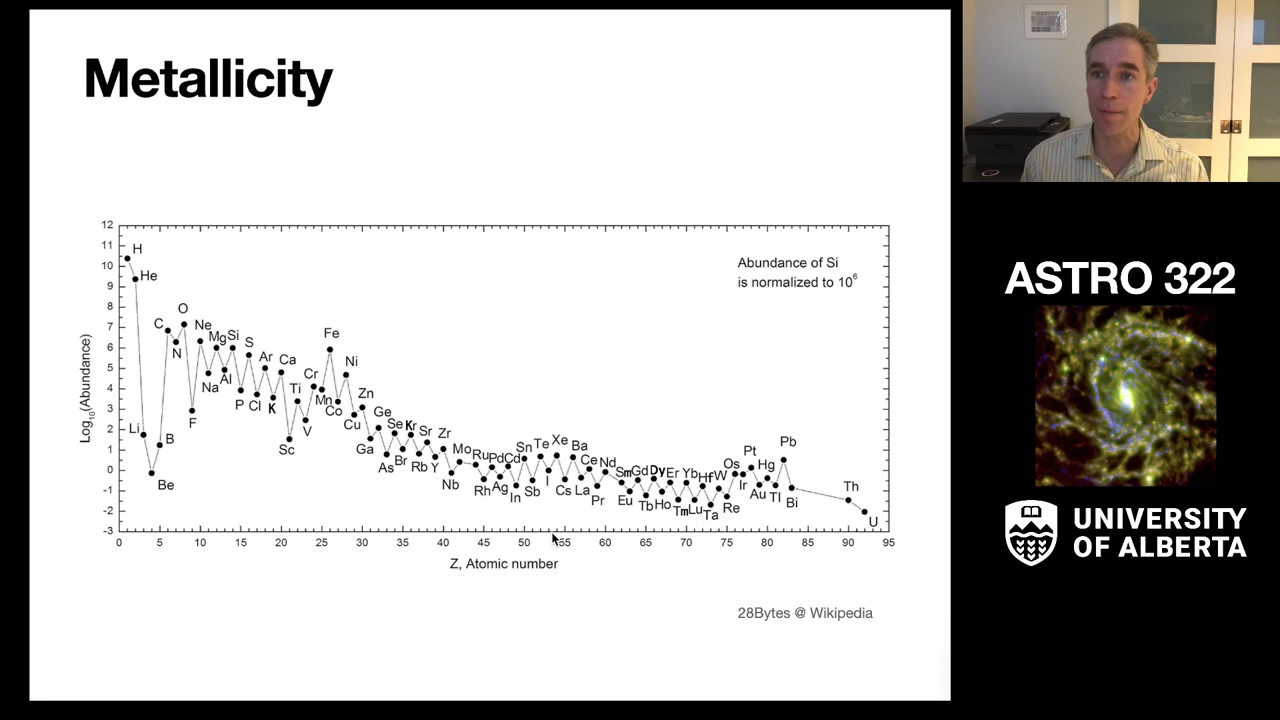 Metallicity
12
11
10
9
8
7
6
5
4
3
2
1
0
-1
-2
-3
Log10(Abundance)
H
He
Li
Be
B
C
N
O
F
Ne
Na
Mg
Al
Si
P
S
Cl
Ar
K
Ca
Sc
Ti
V
Cr
Mn
Fe
Co
Ni
Cu
Zn
Ga
Ge
As
Se
Br
Kr
Rb
Sr
Y
Zr
Nb
Mo
Ru
Rh
Pd
Ag
Cd
In
Sn
Sb
Te
I
Xe
Cs
Ba
La
Ce
Pr
Nd
Sm
Eu
Gd
Tb
Dy
Ho
Er
Tm
Yb
Lu
Hf
Ta
W
Re
Os
Ir
Pt
Au
Hg
Tl
Pb
Bi
Th
U
Abundance of Si
is normalized to 10^6
0 5 10 15 20 25 30 35 40 45 50 55 60 65 70 75 80 85 90 95
Z, Atomic number
28Bytes @ Wikipedia
ASTRO 322
UNIVERSITY
OF ALBERTA